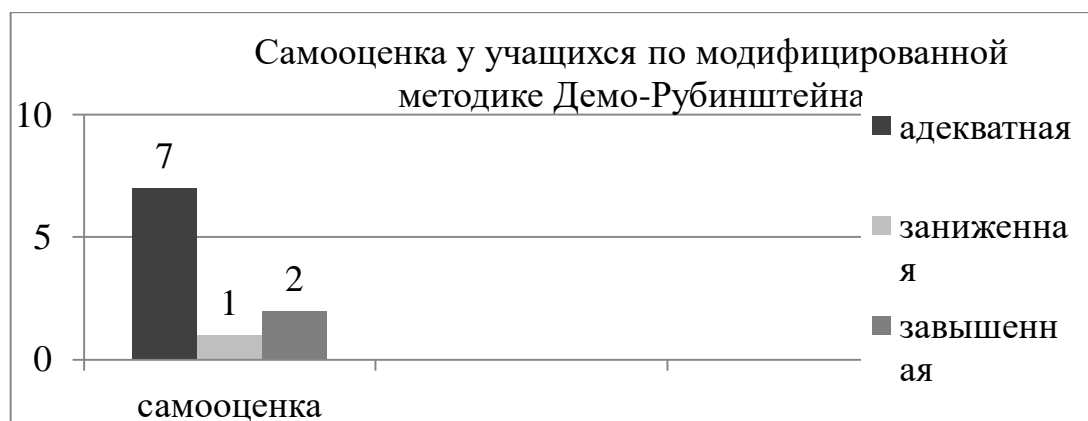 Самооценка у учащихся по модифицированной
методике Демо-Рубинштейна
10
5
0
7
1
2
самооценка
адекватная
заниженна
я
завышенн
ая